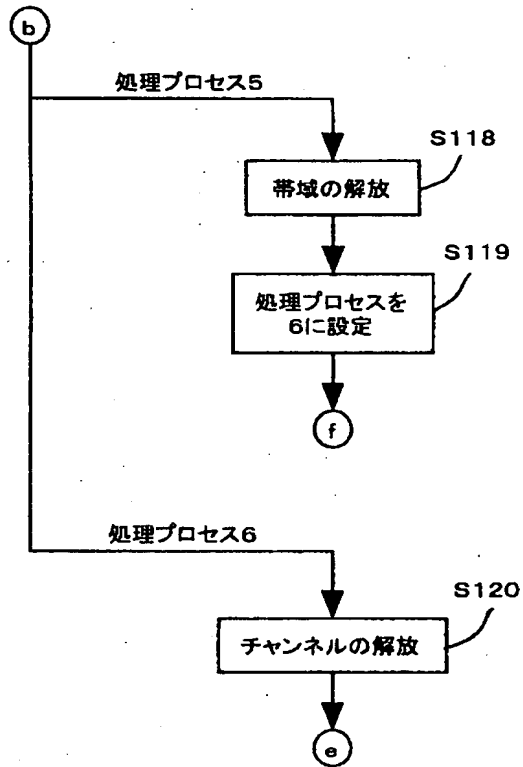 b
処理プロセス5
S118
帯域の解放
S119
処理プロセスを
6に設定
f
処理プロセス6
S120
チャンネルの解放
e